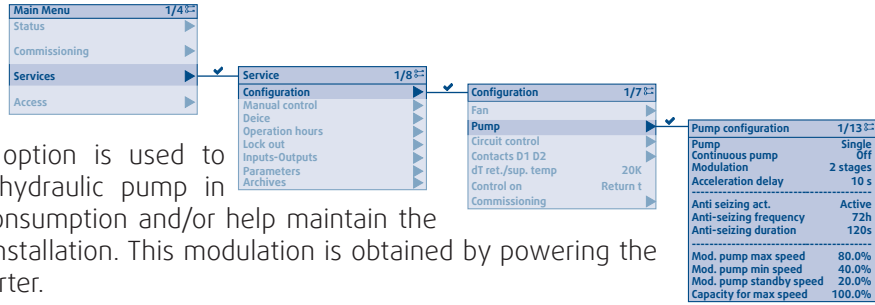 Main Menu 1/4
Status
Commissioning
Services
Access
Service 1/8
Configuration
Manual control
Deice
Operation hours
Lock out
Inputs-Outputs
Parameters
Archives
Configuration 1/7
Fan
Pump
Circuit control
Contacts D1 D2
dT ret./sup. temp 20K
Control on Return t
Commissioning
Pump configuration 1/13
Pump Single
Continuous pump Off
Modulation 2 stages
Acceleration delay 10 s
Anti seizing act. Active
Anti-seizing frequency 72h
Anti-seizing duration 120s
Mod. pump max speed 80.0%
Mod. pump min speed 40.0%
Mod. pump standby speed 20.0%
Capacity for max speed 100.0%
option is used to
hydraulic pump in
onsumption and/or help maintain the
nstallation. This modulation is obtained by powering the
rter.